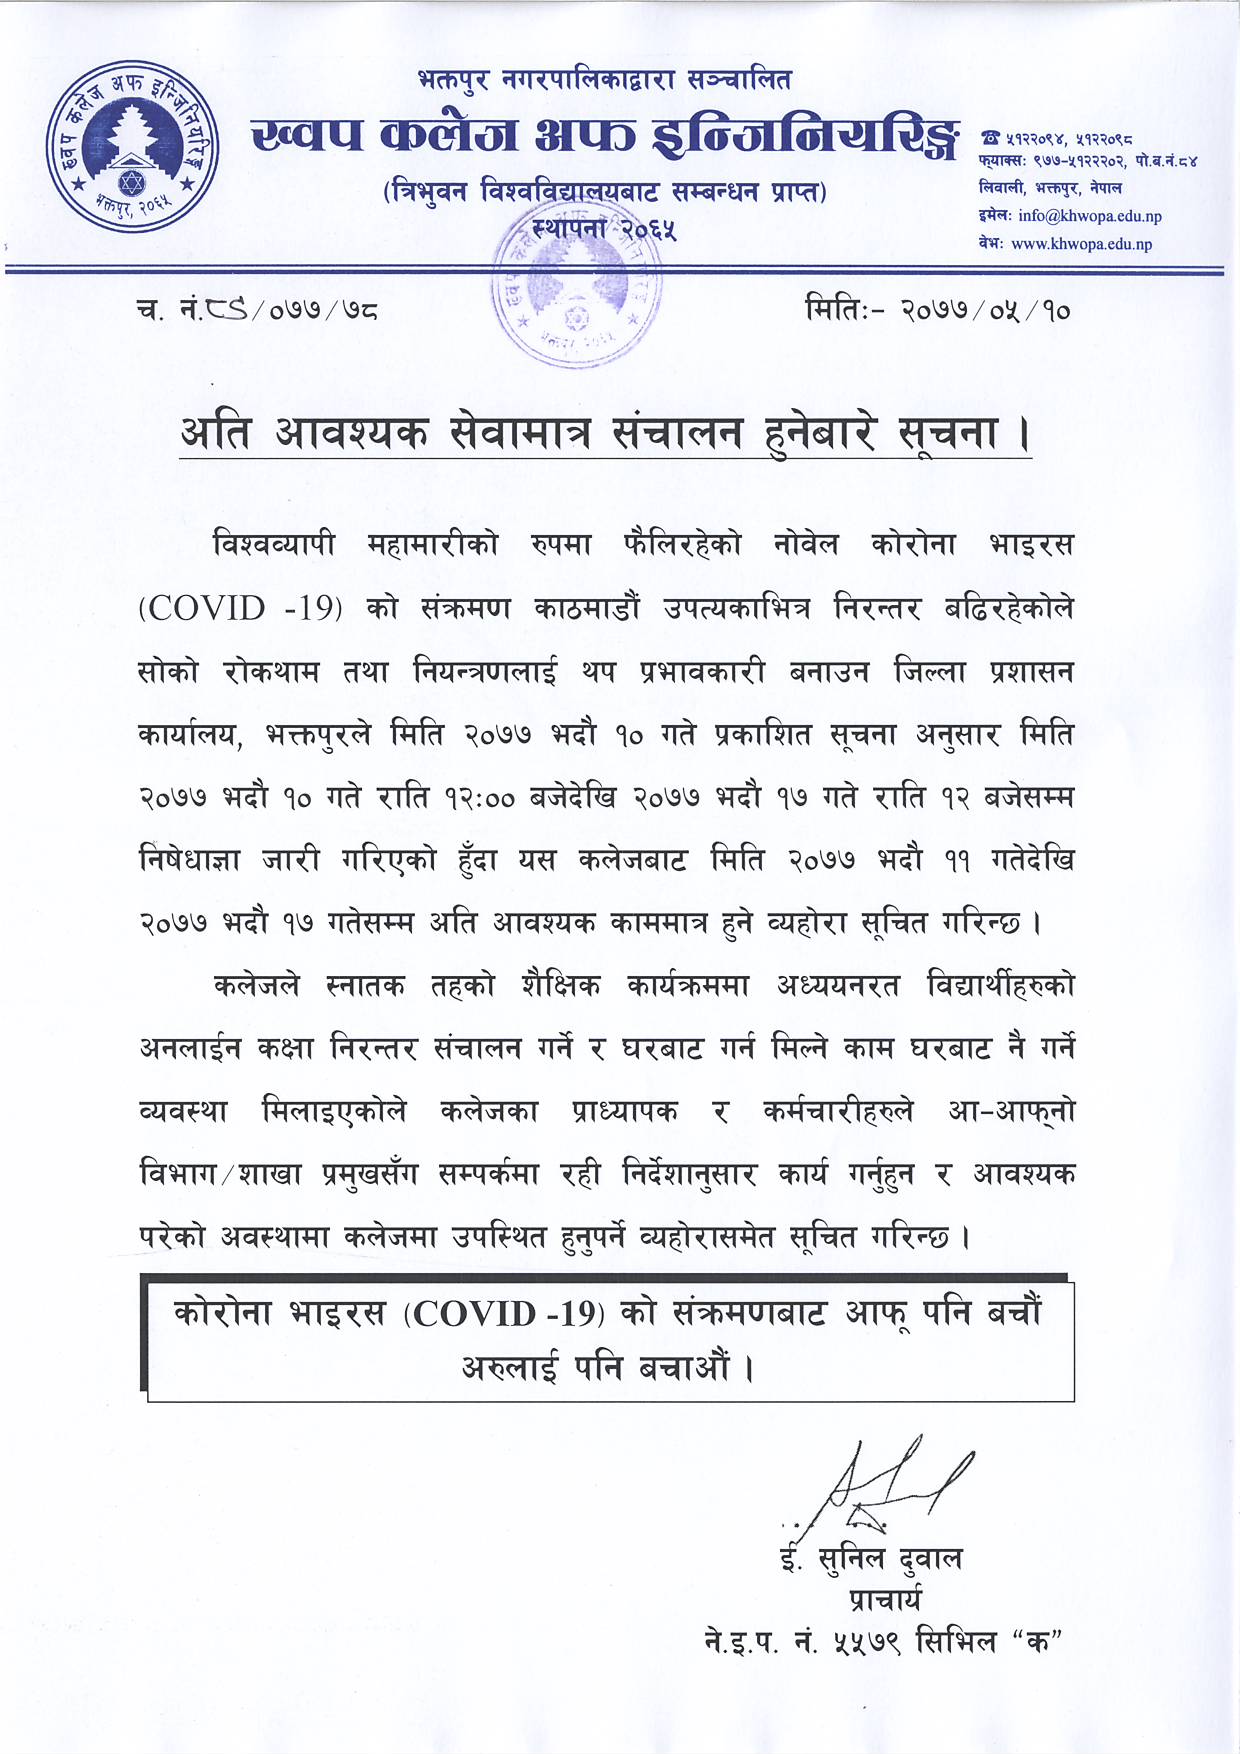 भक्तपुर नगरपालिकाद्वारा सञ्चालित
ख्वप कलेज अफ इन्जिनियरिङ्ग
(त्रिभुवन विश्वविद्यालयबाट सम्बन्धन प्राप्त)
स्थापना २०६५
ख्वप कलेज अफ इन्जिनियरिङ्ग
भक्तपुर, २०६५
☎ ५१२२०९४, ५१२२०९८
फ्याक्सः ९७७-५१२२२०२, पो.ब.नं.८४
लिवाली, भक्तपुर, नेपाल
इमेलः info@khwopa.edu.np
वेभः www.khwopa.edu.np
च. नं.८९/०७७/७८
मितिः- २०७७/०५/१०
अति आवश्यक सेवामात्र संचालन हुनेबारे सूचना ।
विश्वव्यापी महामारीको रुपमा फैलिरहेको नोवेल कोरोना भाइरस
(COVID -19) को संक्रमण काठमाडौं उपत्यकाभित्र निरन्तर बढिरहेकोले
सोको रोकथाम तथा नियन्त्रणलाई थप प्रभावकारी बनाउन जिल्ला प्रशासन
कार्यालय, भक्तपुरले मिति २०७७ भदौ १० गते प्रकाशित सूचना अनुसार मिति
२०७७ भदौ १० गते राति १२ः०० बजेदेखि २०७७ भदौ १७ गते राति १२ बजेसम्म
निषेधाज्ञा जारी गरिएको हुँदा यस कलेजबाट मिति २०७७ भदौ ११ गतेदेखि
२०७७ भदौ १७ गतेसम्म अति आवश्यक काममात्र हुने व्यहोरा सूचित गरिन्छ ।
कलेजले स्नातक तहको शैक्षिक कार्यक्रममा अध्ययनरत विद्यार्थीहरुको
अनलाईन कक्षा निरन्तर संचालन गर्ने र घरबाट गर्न मिल्ने काम घरबाट नै गर्ने
व्यवस्था मिलाइएकोले कलेजका प्राध्यापक र कर्मचारीहरुले आ-आफ्नो
विभाग/शाखा प्रमुखसँग सम्पर्कमा रही निर्देशानुसार कार्य गर्नुहुन र आवश्यक
परेको अवस्थामा कलेजमा उपस्थित हुनुपर्ने व्यहोरासमेत सूचित गरिन्छ ।
कोरोना भाइरस (COVID -19) को संक्रमणबाट आफू पनि बचौं
अरुलाई पनि बचाऔं ।
ई. सुनिल दुवाल
प्राचार्य
ने.इ.प. नं. ५५७९ सिभिल “क”